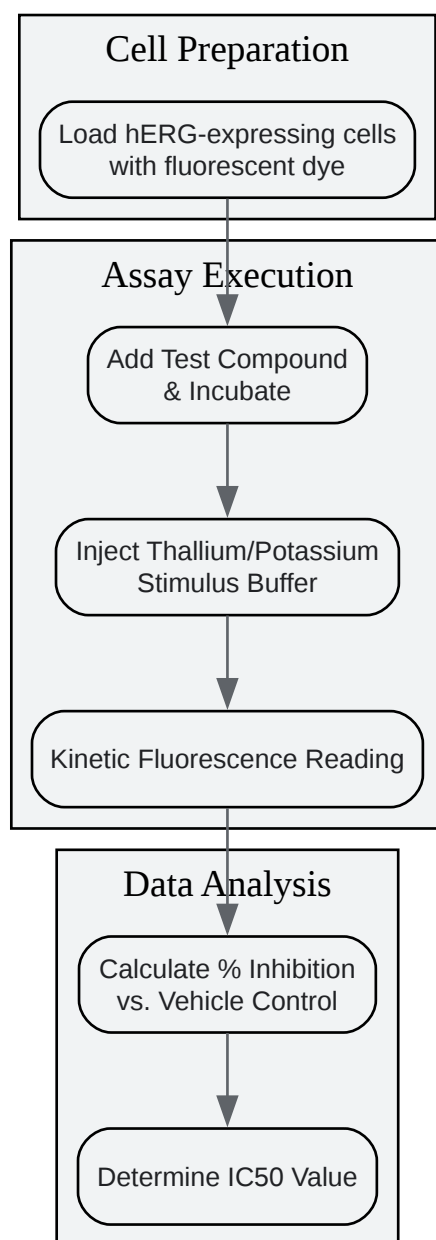 Cell Preparation
Load hERG-expressing cells
with fluorescent dye
Assay Execution
Add Test Compound
& Incubate
Inject Thallium/Potassium
Stimulus Buffer
Kinetic Fluorescence Reading
Data Analysis
Calculate % Inhibition
vs. Vehicle Control
Determine IC50 Value